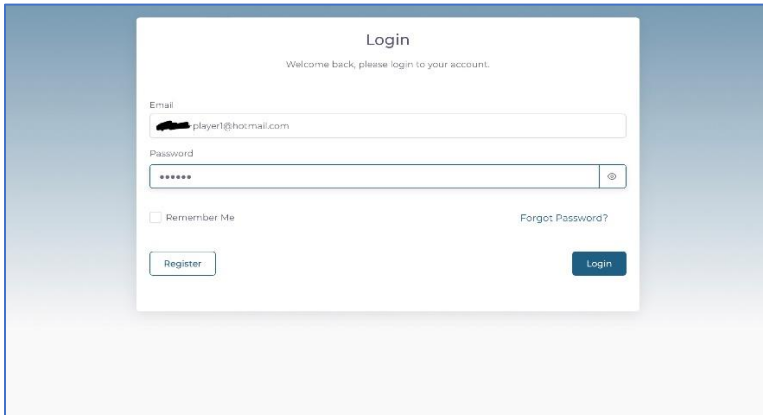 Login
Welcome back, please login to your account.
Email
player1@hotmail.com
Password
••••••
Remember Me Forgot Password?
Register Login